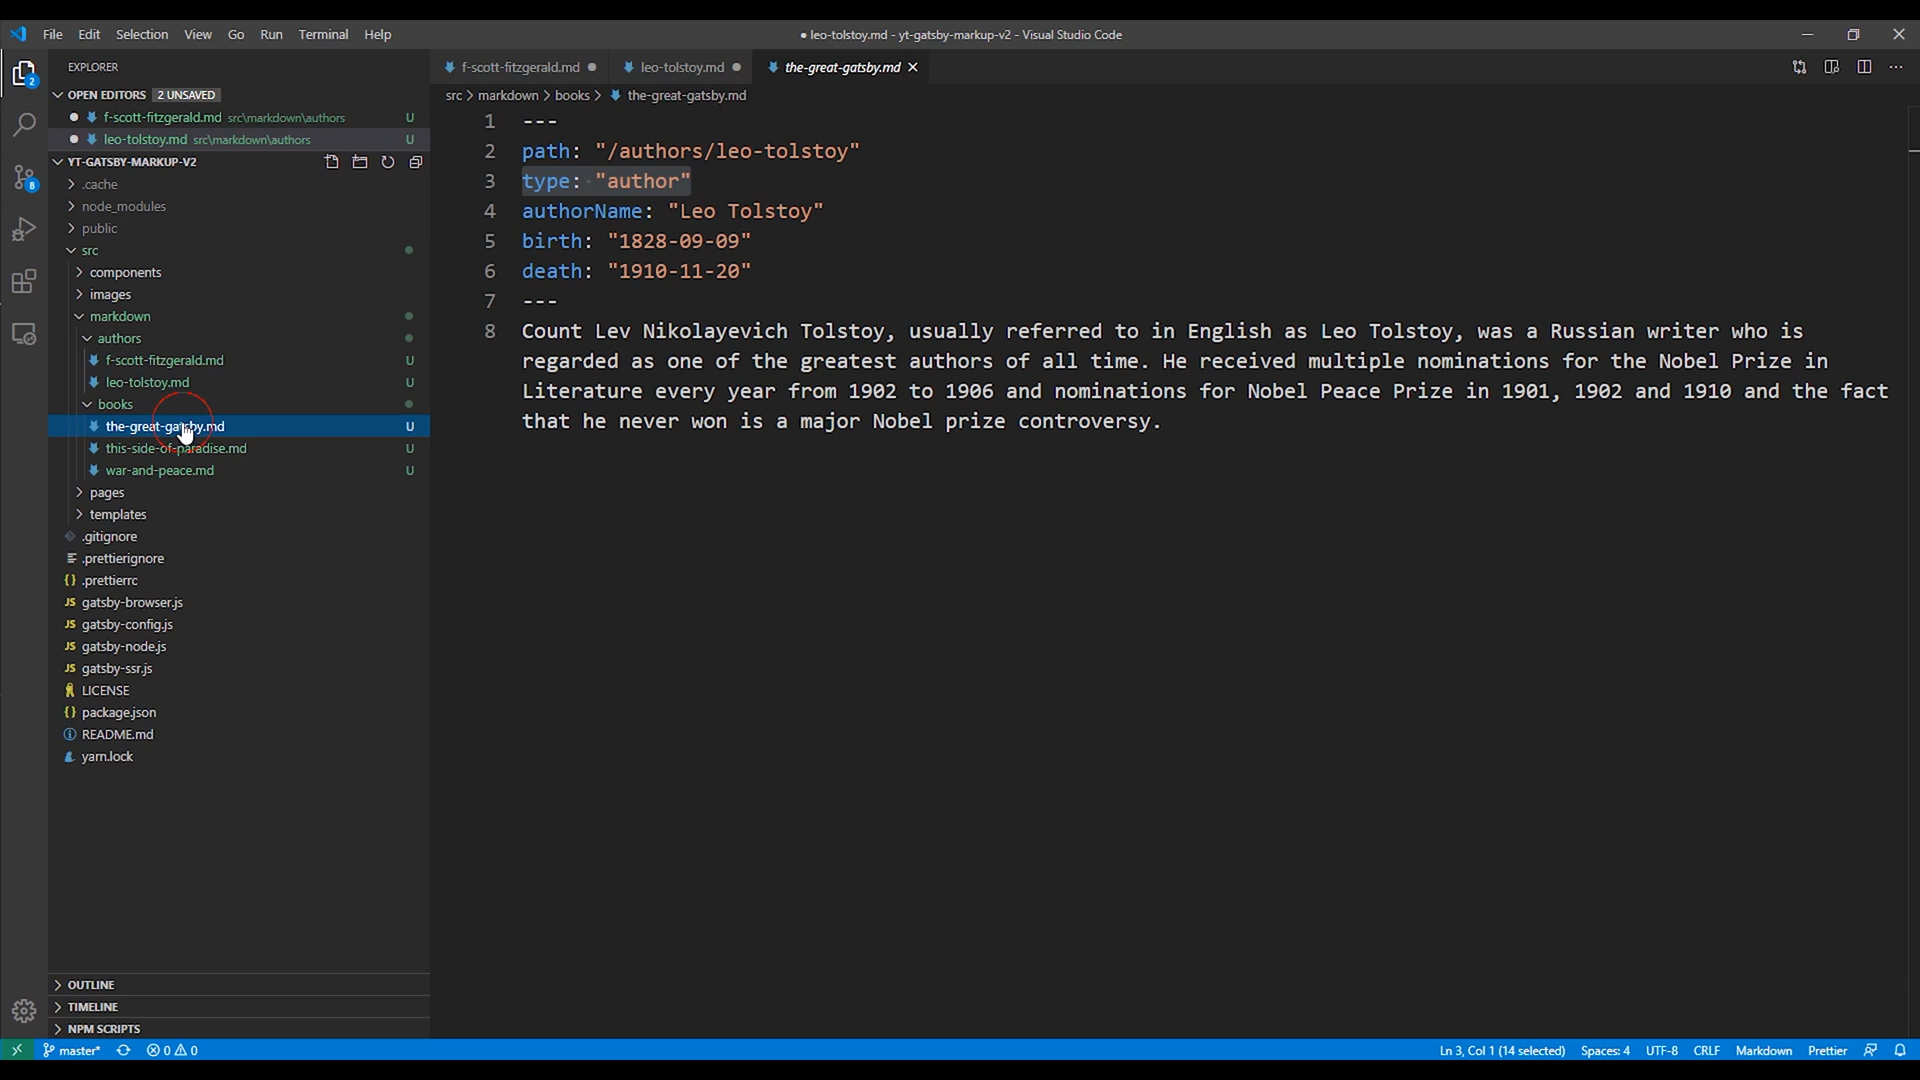 File Edit Selection View Go Run Terminal Help
● leo-tolstoy.md - yt-gatsby-markup-v2 - Visual Studio Code
EXPLORER
OPEN EDITORS 2 UNSAVED
f-scott-fitzgerald.md src\markdown\authors U
leo-tolstoy.md src\markdown\authors U
YT-GATSBY-MARKUP-V2
.cache
node_modules
public
src
components
images
markdown
authors
f-scott-fitzgerald.md U
leo-tolstoy.md U
books
the-great-gatsby.md U
this-side-of-paradise.md U
war-and-peace.md U
pages
templates
.gitignore
.prettierignore
{} .prettierrc
JS gatsby-browser.js
JS gatsby-config.js
JS gatsby-node.js
JS gatsby-ssr.js
LICENSE
{} package.json
README.md
yarn.lock
OUTLINE
TIMELINE
NPM SCRIPTS
2
8
f-scott-fitzgerald.md leo-tolstoy.md the-great-gatsby.md
src > markdown > books > the-great-gatsby.md
1 ---
2 path: "/authors/leo-tolstoy"
3 type: "author"
4 authorName: "Leo Tolstoy"
5 birth: "1828-09-09"
6 death: "1910-11-20"
7 ---
8 Count Lev Nikolayevich Tolstoy, usually referred to in English as Leo Tolstoy, was a Russian writer who is
regarded as one of the greatest authors of all time. He received multiple nominations for the Nobel Prize in
Literature every year from 1902 to 1906 and nominations for Nobel Peace Prize in 1901, 1902 and 1910 and the fact
that he never won is a major Nobel prize controversy.
master* 0 0 Ln 3, Col 1 (14 selected) Spaces: 4 UTF-8 CRLF Markdown Prettier